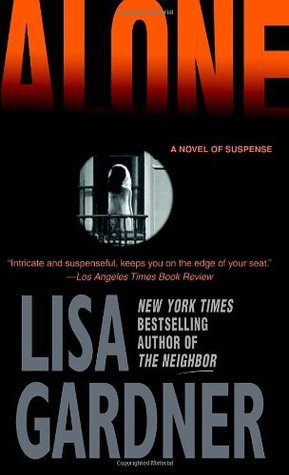 ALONE
A NOVEL OF SUSPENSE
"Intricate and suspenseful, keeps you on the edge of your seat."
—Los Angeles Times Book Review
LISA
GARDNER
NEW YORK TIMES
BESTSELLING
AUTHOR OF
THE NEIGHBOR